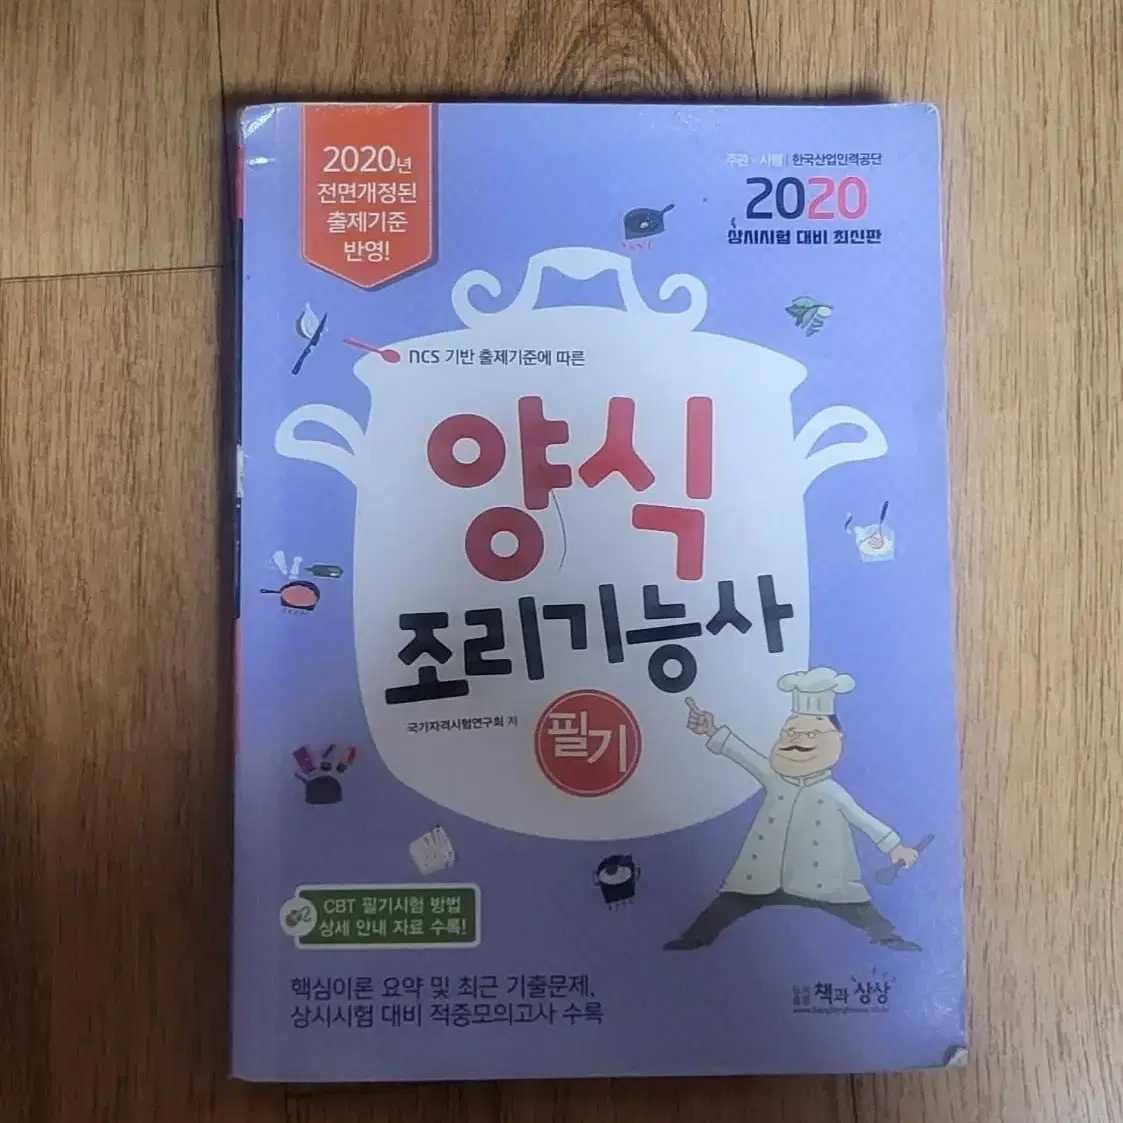 2020년
전면개정된
출제기준
반영!
주관·시행 | 한국산업인력공단
2020
상시시험 대비 최신판
ncs 기반 출제기준에 따른
양식
조리기능사
국가자격시험연구회 저
필기
CBT 필기시험 방법
상세 안내 자료 수록!
핵심이론 요약 및 최근 기출문제,
상시시험 대비 적중모의고사 수록
도서출판 책과 상상